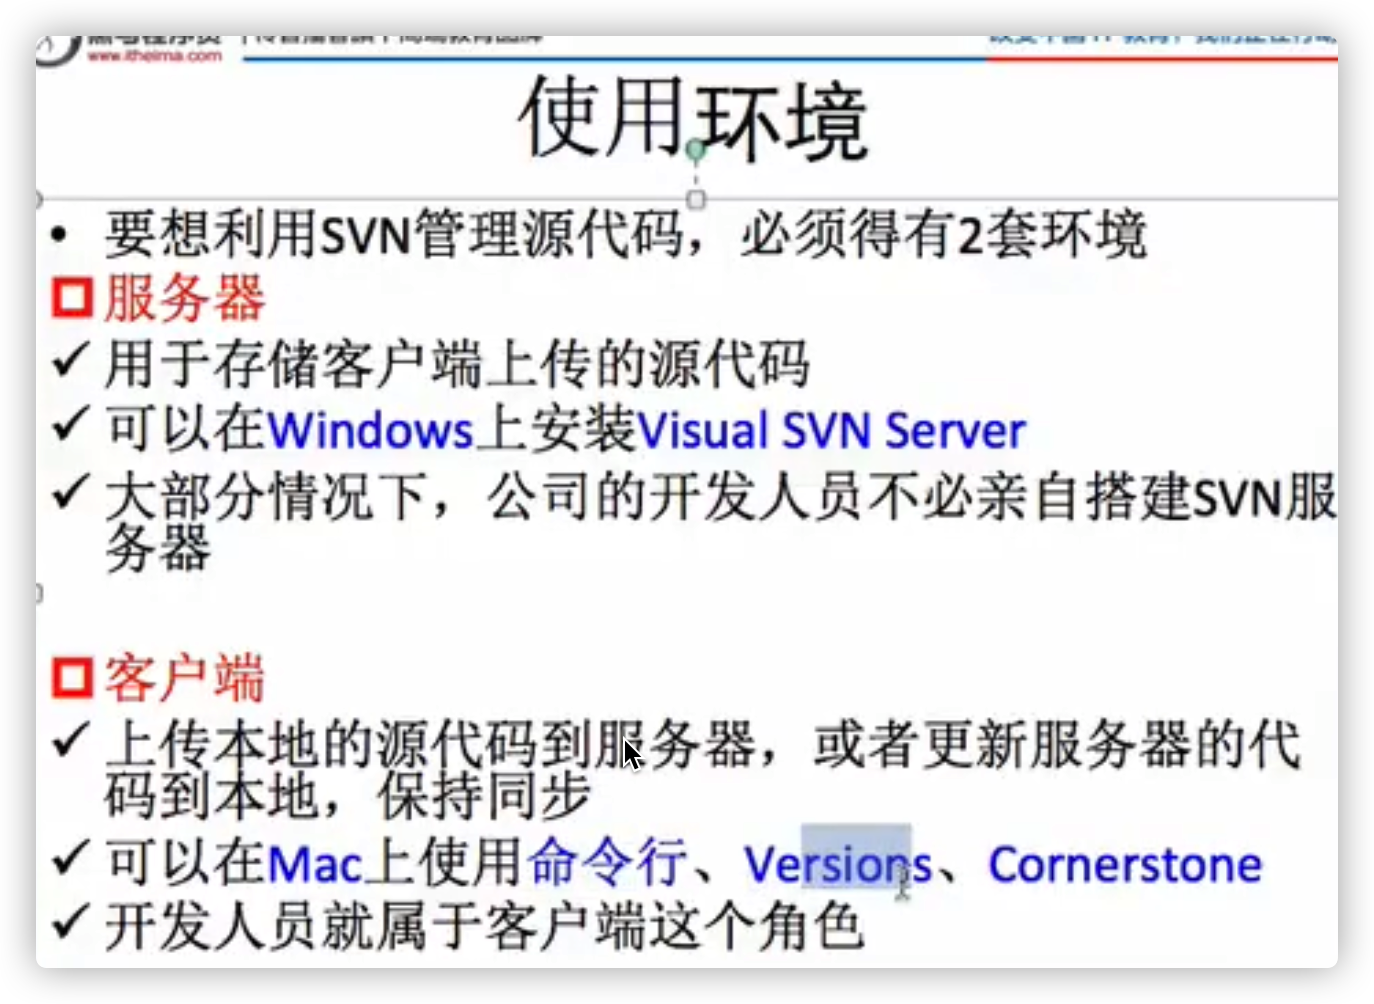 www.itheima.com
使用环境
• 要想利用SVN管理源代码，必须得有2套环境
服务器
✓ 用于存储客户端上传的源代码
✓ 可以在Windows上安装Visual SVN Server
✓ 大部分情况下，公司的开发人员不必亲自搭建SVN服
务器
客户端
✓ 上传本地的源代码到服务器，或者更新服务器的代
码到本地，保持同步
✓ 可以在Mac上使用命令行、Versions、Cornerstone
✓ 开发人员就属于客户端这个角色